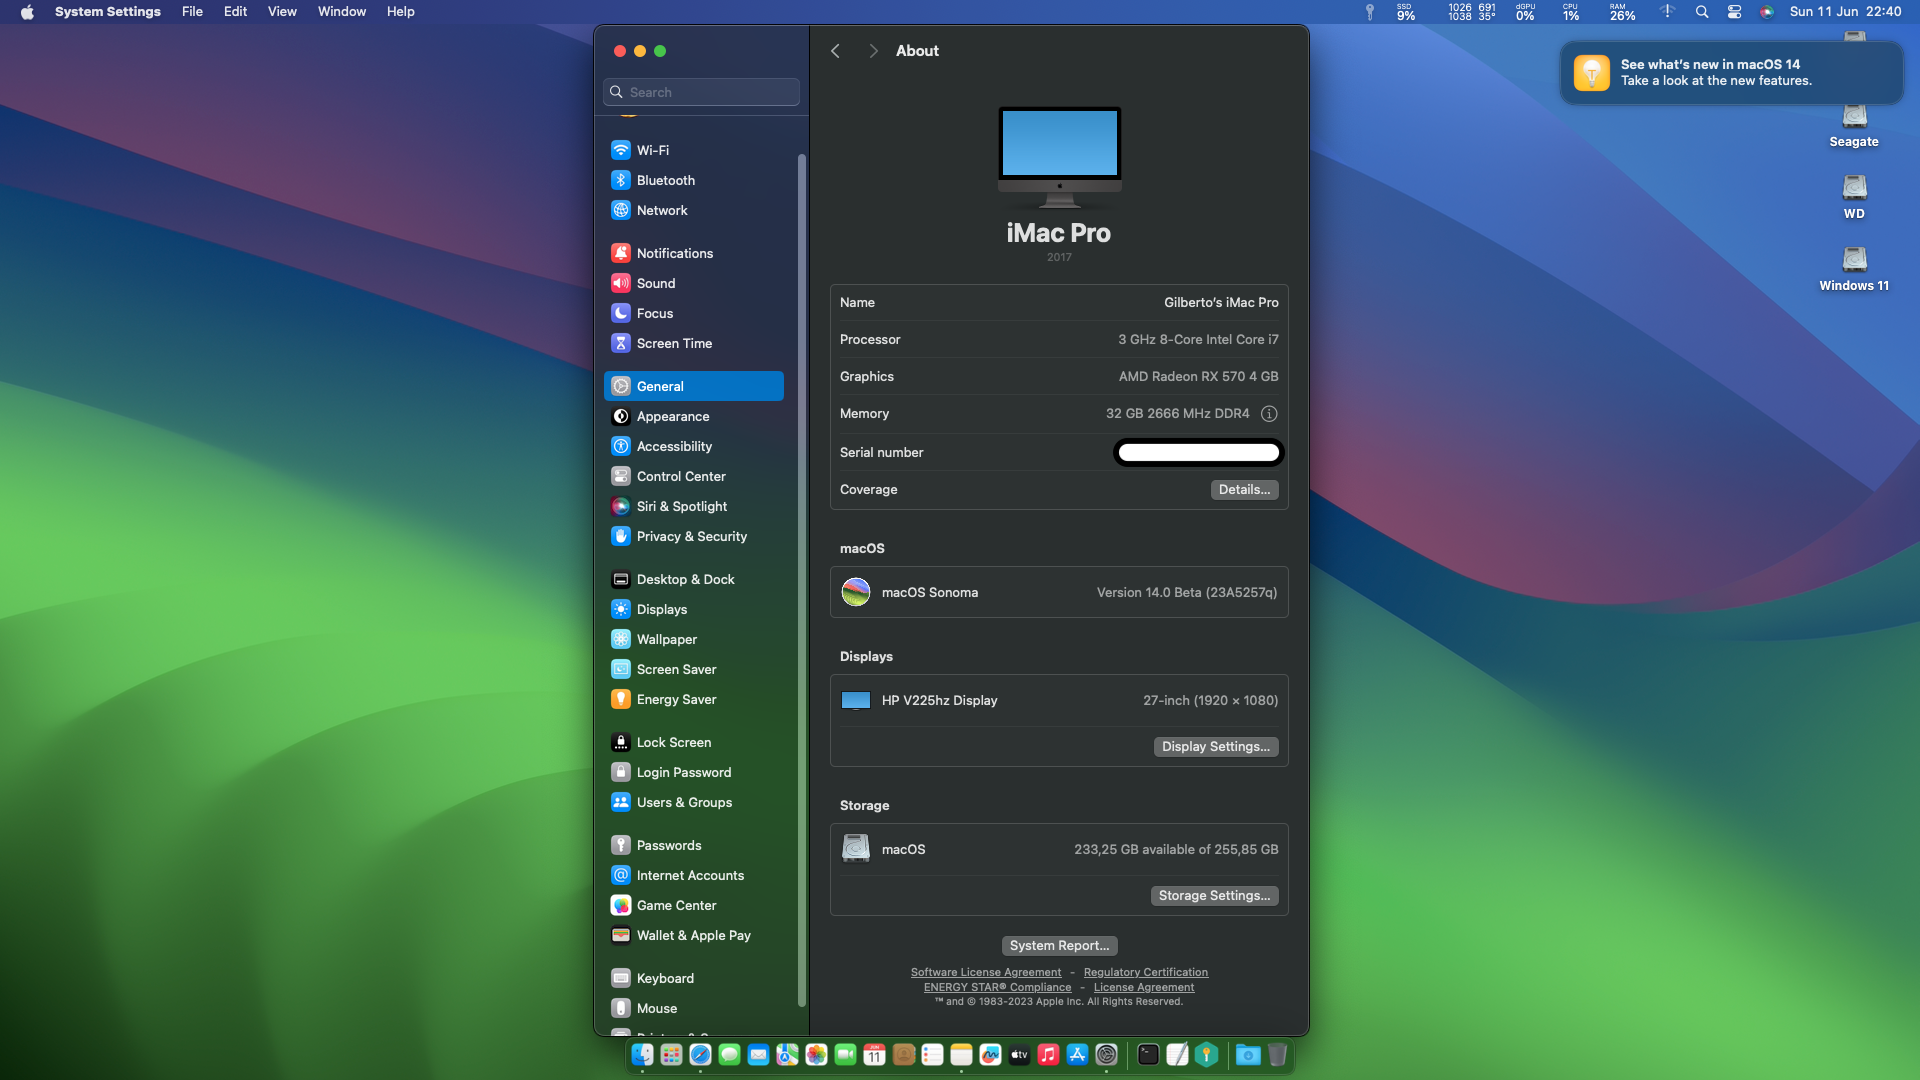 System Settings File Edit View Window Help
SSD 9% 1026 1038 691 35° dGPU 0% CPU 1% RAM 26% Sun 11 Jun 22:40
See what's new in macOS 14
Take a look at the new features.
Seagate
WD
Windows 11
Search
Wi-Fi
Bluetooth
Network
Notifications
Sound
Focus
Screen Time
General
Appearance
Accessibility
Control Center
Siri & Spotlight
Privacy & Security
Desktop & Dock
Displays
Wallpaper
Screen Saver
Energy Saver
Lock Screen
Login Password
Users & Groups
Passwords
Internet Accounts
Game Center
Wallet & Apple Pay
Keyboard
Mouse
About
iMac Pro
2017
Name Gilberto's iMac Pro
Processor 3 GHz 8-Core Intel Core i7
Graphics AMD Radeon RX 570 4 GB
Memory 32 GB 2666 MHz DDR4
Serial number
Coverage Details...
macOS
macOS Sonoma Version 14.0 Beta (23A5257q)
Displays
HP V225hz Display 27-inch (1920 × 1080)
Display Settings...
Storage
macOS 233,25 GB available of 255,85 GB
Storage Settings...
System Report...
Software License Agreement - Regulatory Certification
ENERGY STAR® Compliance - License Agreement
™ and © 1983-2023 Apple Inc. All Rights Reserved.
JUN
11
tv